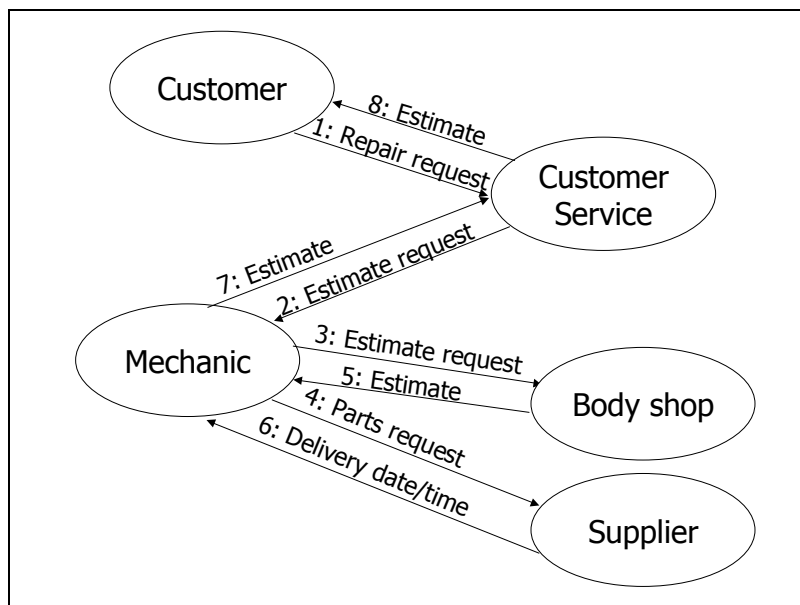 Customer
8: Estimate
1: Repair request
Customer
Service
7: Estimate
2: Estimate request
Mechanic
3: Estimate request
5: Estimate
Body shop
4: Parts request
6: Delivery date/time
Supplier